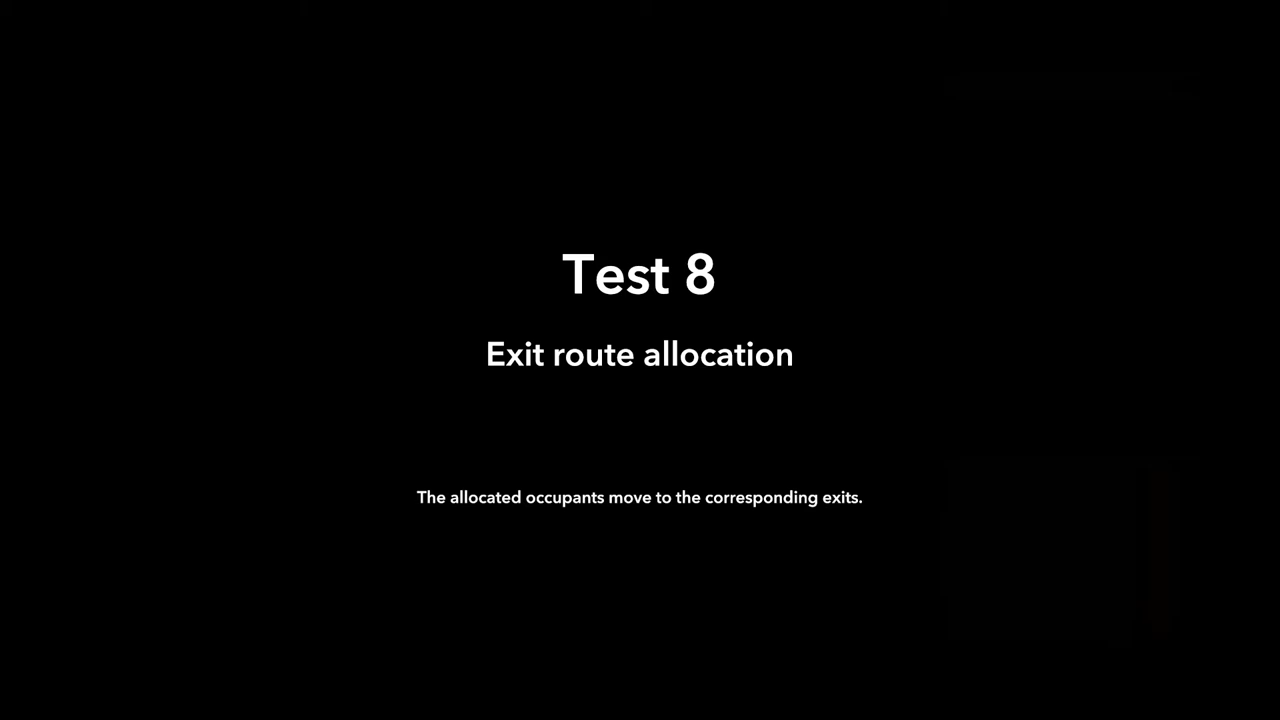 Test 8
Exit route allocation
The allocated occupants move to the corresponding exits.